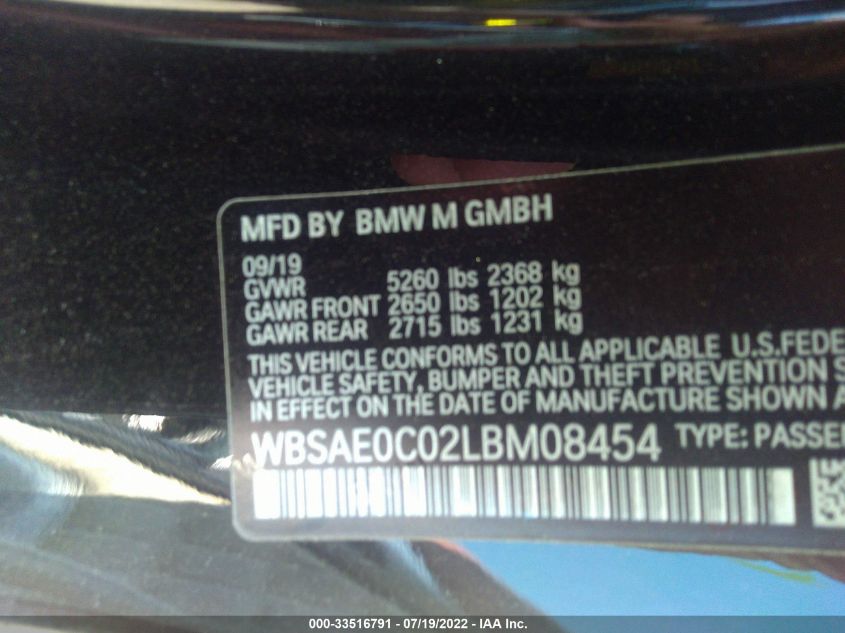 MFD BY BMW M GMBH
09/19
GVWR 5260 lbs 2368 kg
GAWR FRONT 2650 lbs 1202 kg
GAWR REAR 2715 lbs 1231 kg
THIS VEHICLE CONFORMS TO ALL APPLICABLE U.S.FEDE
VEHICLE SAFETY, BUMPER AND THEFT PREVENTION S
IN EFFECT ON THE DATE OF MANUFACTURE SHOWN A
WBSAE0C02LBM08454 TYPE: PASSE
000-33516791 - 07/19/2022 - IAA Inc.